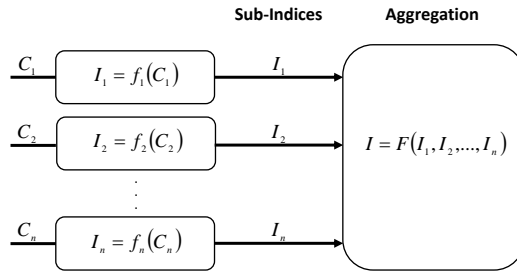 Sub-Indices Aggregation
C₁ I₁ = f₁(C₁) I₁
C₂ I₂ = f₂(C₂) I₂
I = F(I₁, I₂,..., Iₙ)
. . . .
Cₙ Iₙ = fₙ(Cₙ) Iₙ